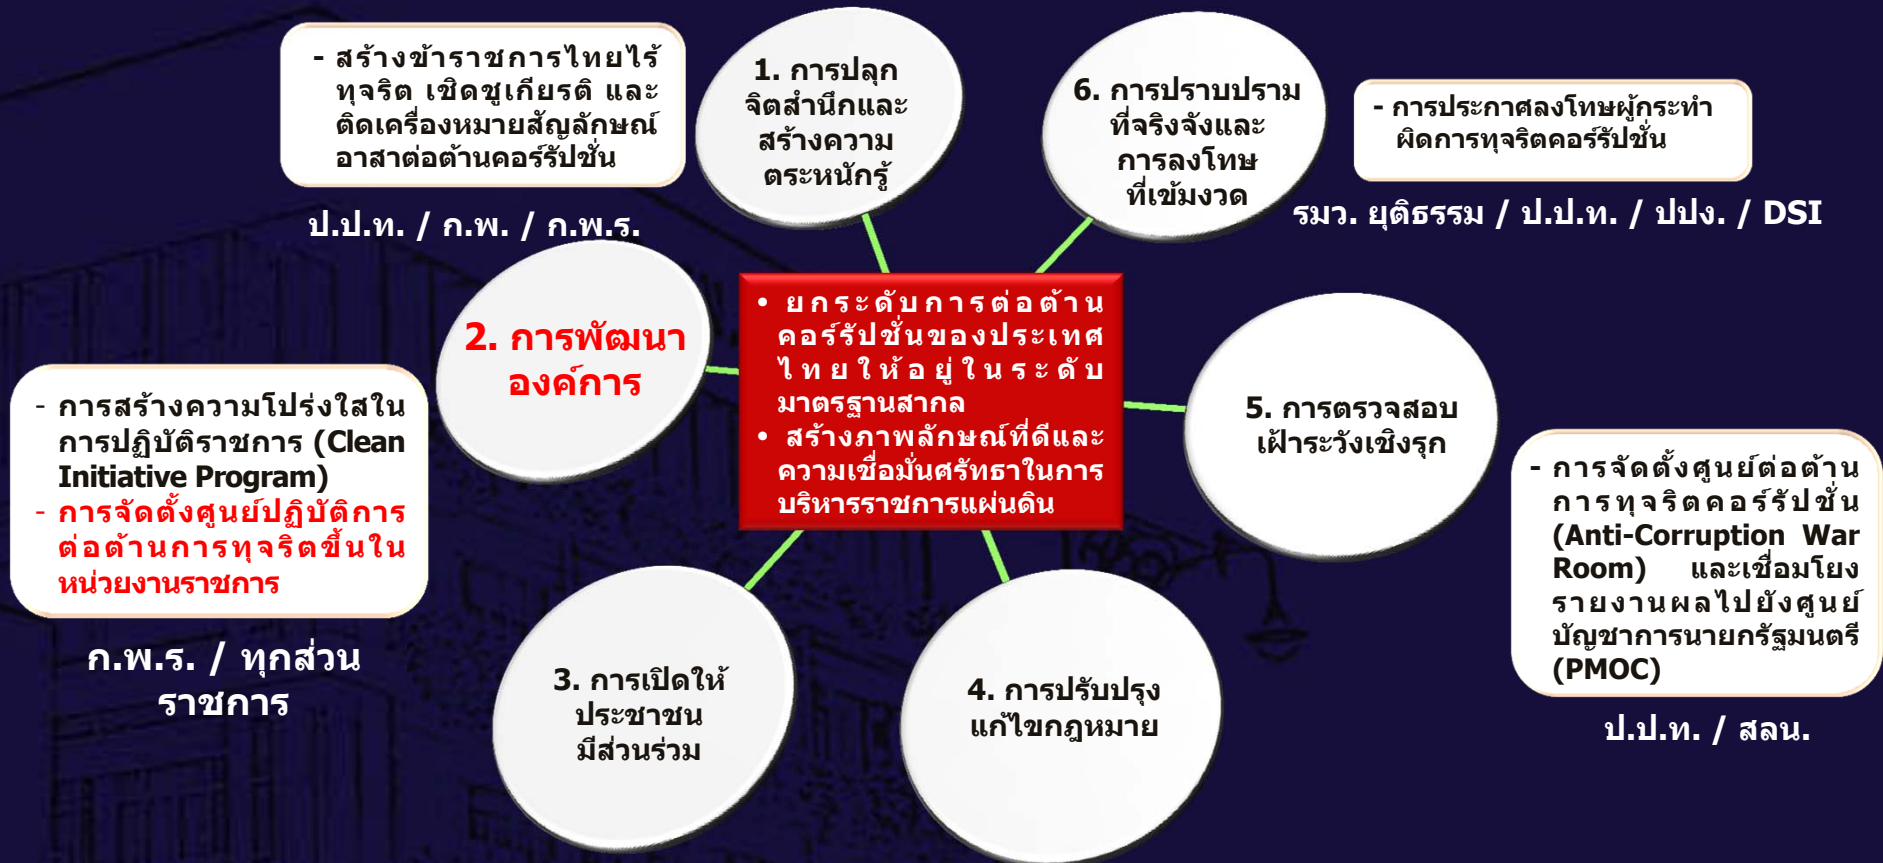 - สร้างข้าราชการไทยไร้
ทุจริต เชิดชูเกียรติ และ
ติดเครื่องหมายสัญลักษณ์
อาสาต่อต้านคอร์รัปชั่น
ป.ป.ท. / ก.พ. / ก.พ.ร.
1. การปลุก
จิตสำนึกและ
สร้างความ
ตระหนักรู้
6. การปราบปราม
ที่จริงจังและ
การลงโทษ
ที่เข้มงวด
- การประกาศลงโทษผู้กระทำ
ผิดการทุจริตคอร์รัปชั่น
รมว. ยุติธรรม / ป.ป.ท. / ปปง. / DSI
2. การพัฒนา
องค์การ
- การสร้างความโปร่งใสใน
การปฏิบัติราชการ (Clean
Initiative Program)
- การจัดตั้งศูนย์ปฏิบัติการ
ต่อต้านการทุจริตขึ้นใน
หน่วยงานราชการ
ก.พ.ร. / ทุกส่วน
ราชการ
• ยกระดับการต่อต้าน
คอร์รัปชั่นของประเทศ
ไทยให้อยู่ในระดับ
มาตรฐานสากล
• สร้างภาพลักษณ์ที่ดีและ
ความเชื่อมั่นศรัทธาในการ
บริหารราชการแผ่นดิน
5. การตรวจสอบ
เฝ้าระวังเชิงรุก
- การจัดตั้งศูนย์ต่อต้าน
การทุจริตคอร์รัปชั่น
(Anti-Corruption War
Room) และเชื่อมโยง
รายงานผลไปยังศูนย์
บัญชาการนายกรัฐมนตรี
(PMOC)
ป.ป.ท. / สลน.
3. การเปิดให้
ประชาชน
มีส่วนร่วม
4. การปรับปรุง
แก้ไขกฎหมาย